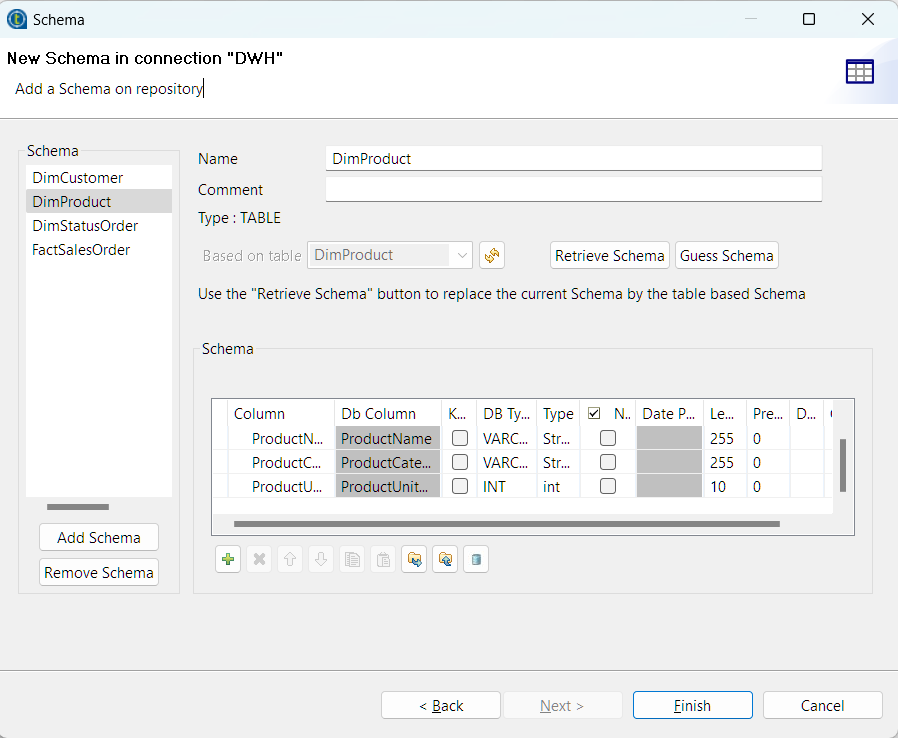 Schema
New Schema in connection "DWH"
Add a Schema on repository
Schema
DimCustomer
DimProduct
DimStatusOrder
FactSalesOrder
Add Schema
Remove Schema
Name DimProduct
Comment
Type : TABLE
Based on table DimProduct Retrieve Schema Guess Schema
Use the "Retrieve Schema" button to replace the current Schema by the table based Schema
Schema
Column Db Column K... DB Ty... Type N.. Date P... Le... Pre... D...
ProductN... ProductName VARC... Str... 255 0
ProductC... ProductCate... VARC... Str... 255 0
ProductU... ProductUnit... INT int 10 0
< Back Next > Finish Cancel